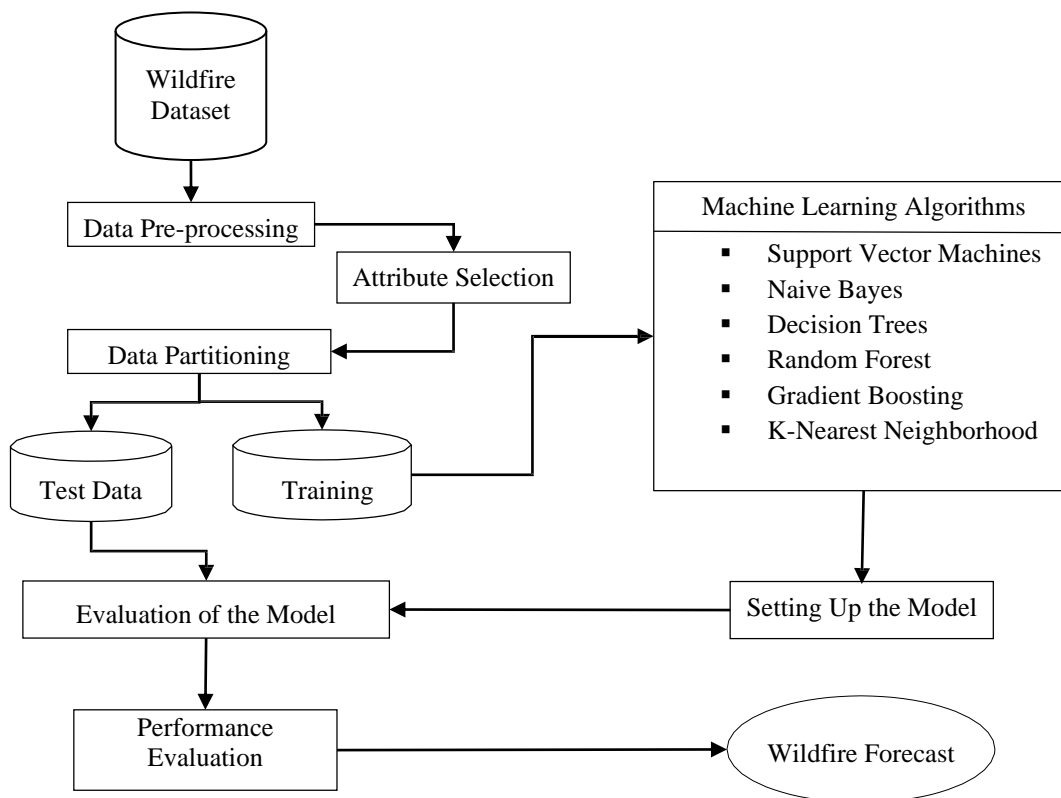 Wildfire
Dataset
Data Pre-processing
Attribute Selection
Data Partitioning
Test Data
Training
Machine Learning Algorithms
▪ Support Vector Machines
▪ Naive Bayes
▪ Decision Trees
▪ Random Forest
▪ Gradient Boosting
▪ K-Nearest Neighborhood
Setting Up the Model
Evaluation of the Model
Performance
Evaluation
Wildfire Forecast